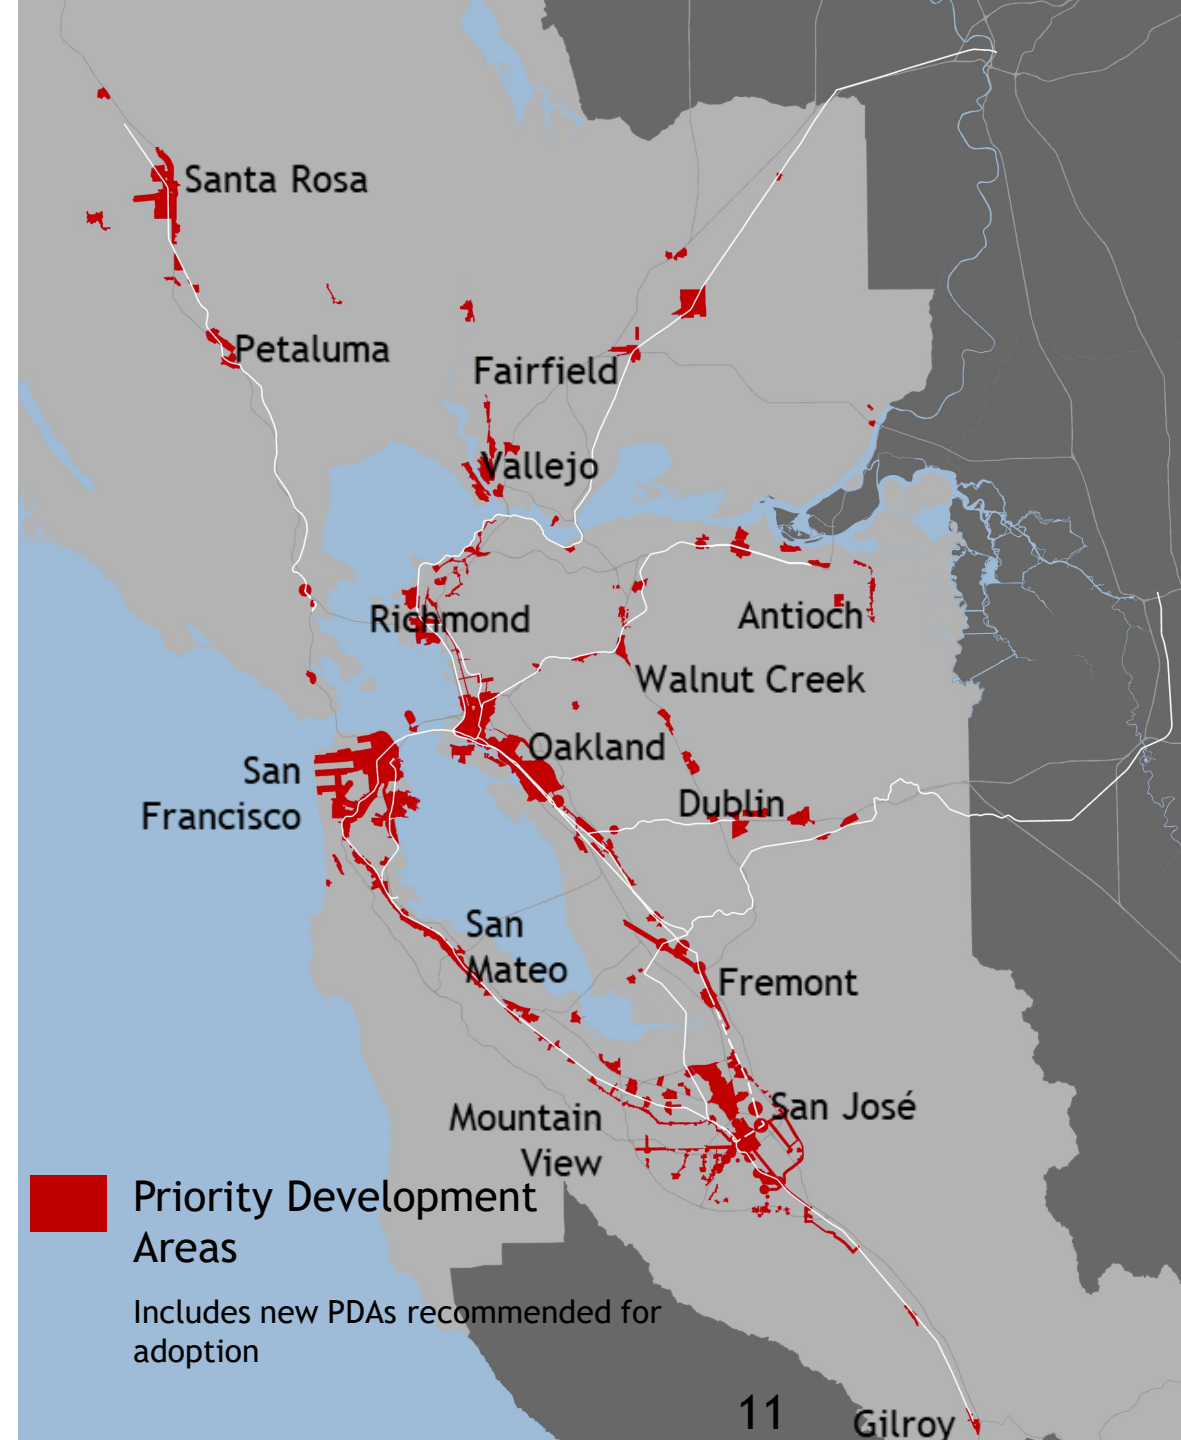 Santa Rosa
Petaluma
Fairfield
Vallejo
Richmond
Antioch
Walnut Creek
Oakland
San
Francisco
Dublin
San
Mateo
Fremont
San José
Mountain
View
Priority Development
Areas
Includes new PDAs recommended for
adoption
11
Gilroy